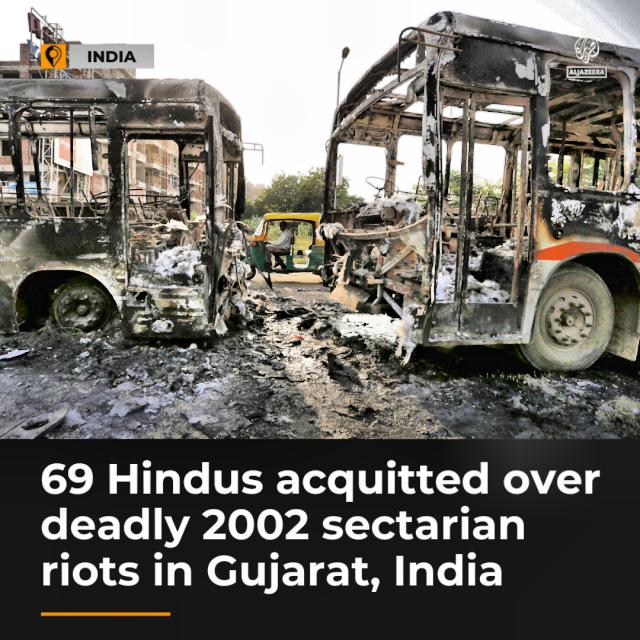 INDIA
ALJAZEERA
69 Hindus acquitted over
deadly 2002 sectarian
riots in Gujarat, India